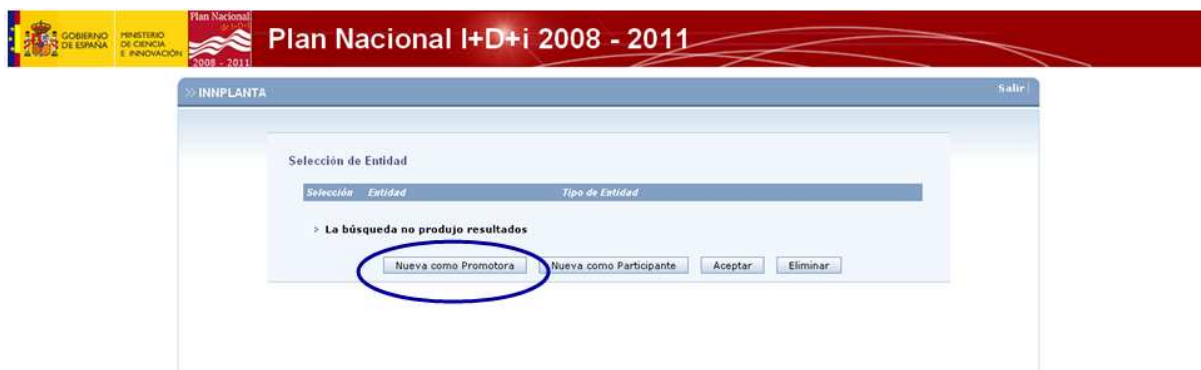 GOBIERNO
DE ESPAÑA
MINISTERIO
DE CIENCIA
E INNOVACIÓN
Plan Nacional
de I+D+i
2008 - 2011
Plan Nacional I+D+i 2008 - 2011
>> INNPLANTA
Salir |
Selección de Entidad
Selección Entidad Tipo de Entidad
> La búsqueda no produjo resultados
Nueva como Promotora Nueva como Participante Aceptar Eliminar